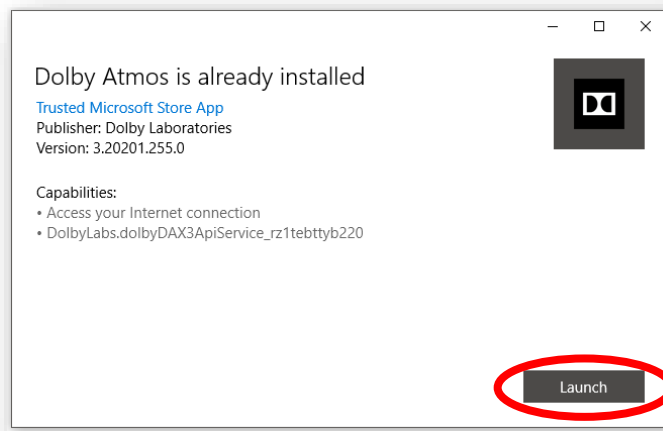 Dolby Atmos is already installed
Trusted Microsoft Store App
Publisher: Dolby Laboratories
Version: 3.20201.255.0
Capabilities:
• Access your Internet connection
• DolbyLabs.dolbyDAX3ApiService_rz1tebttyb220
Launch